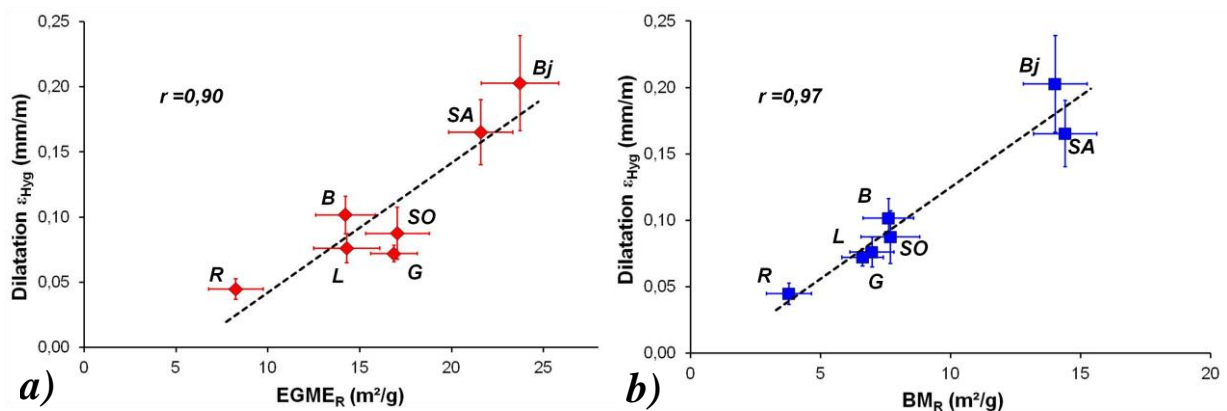 Dilatation εHyg (mm/m)
0,25
0,20
0,15
0,10
0,05
0,00
r =0,90
Bj
SA
B
SO
L
G
R
0 5 10 15 20 25
EGMER (m²/g)
a)
Dilatation εHyg (mm/m)
0,25
0,20
0,15
0,10
0,05
0,00
r =0,97
Bj
SA
B
L
SO
G
R
0 5 10 15 20
BMR (m²/g)
b)